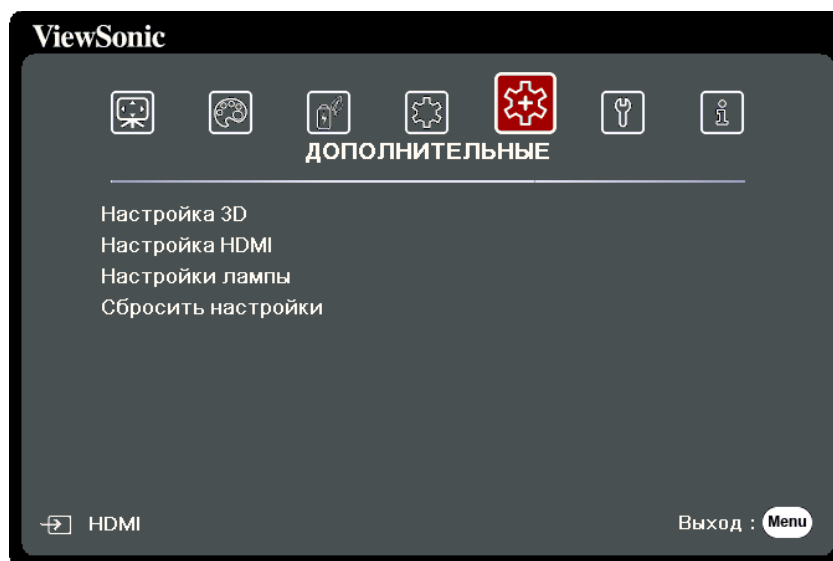 ViewSonic
ДОПОЛНИТЕЛЬНЫЕ
Настройка 3D
Настройка HDMI
Настройки лампы
Сбросить настройки
HDMI
Выход : Menu